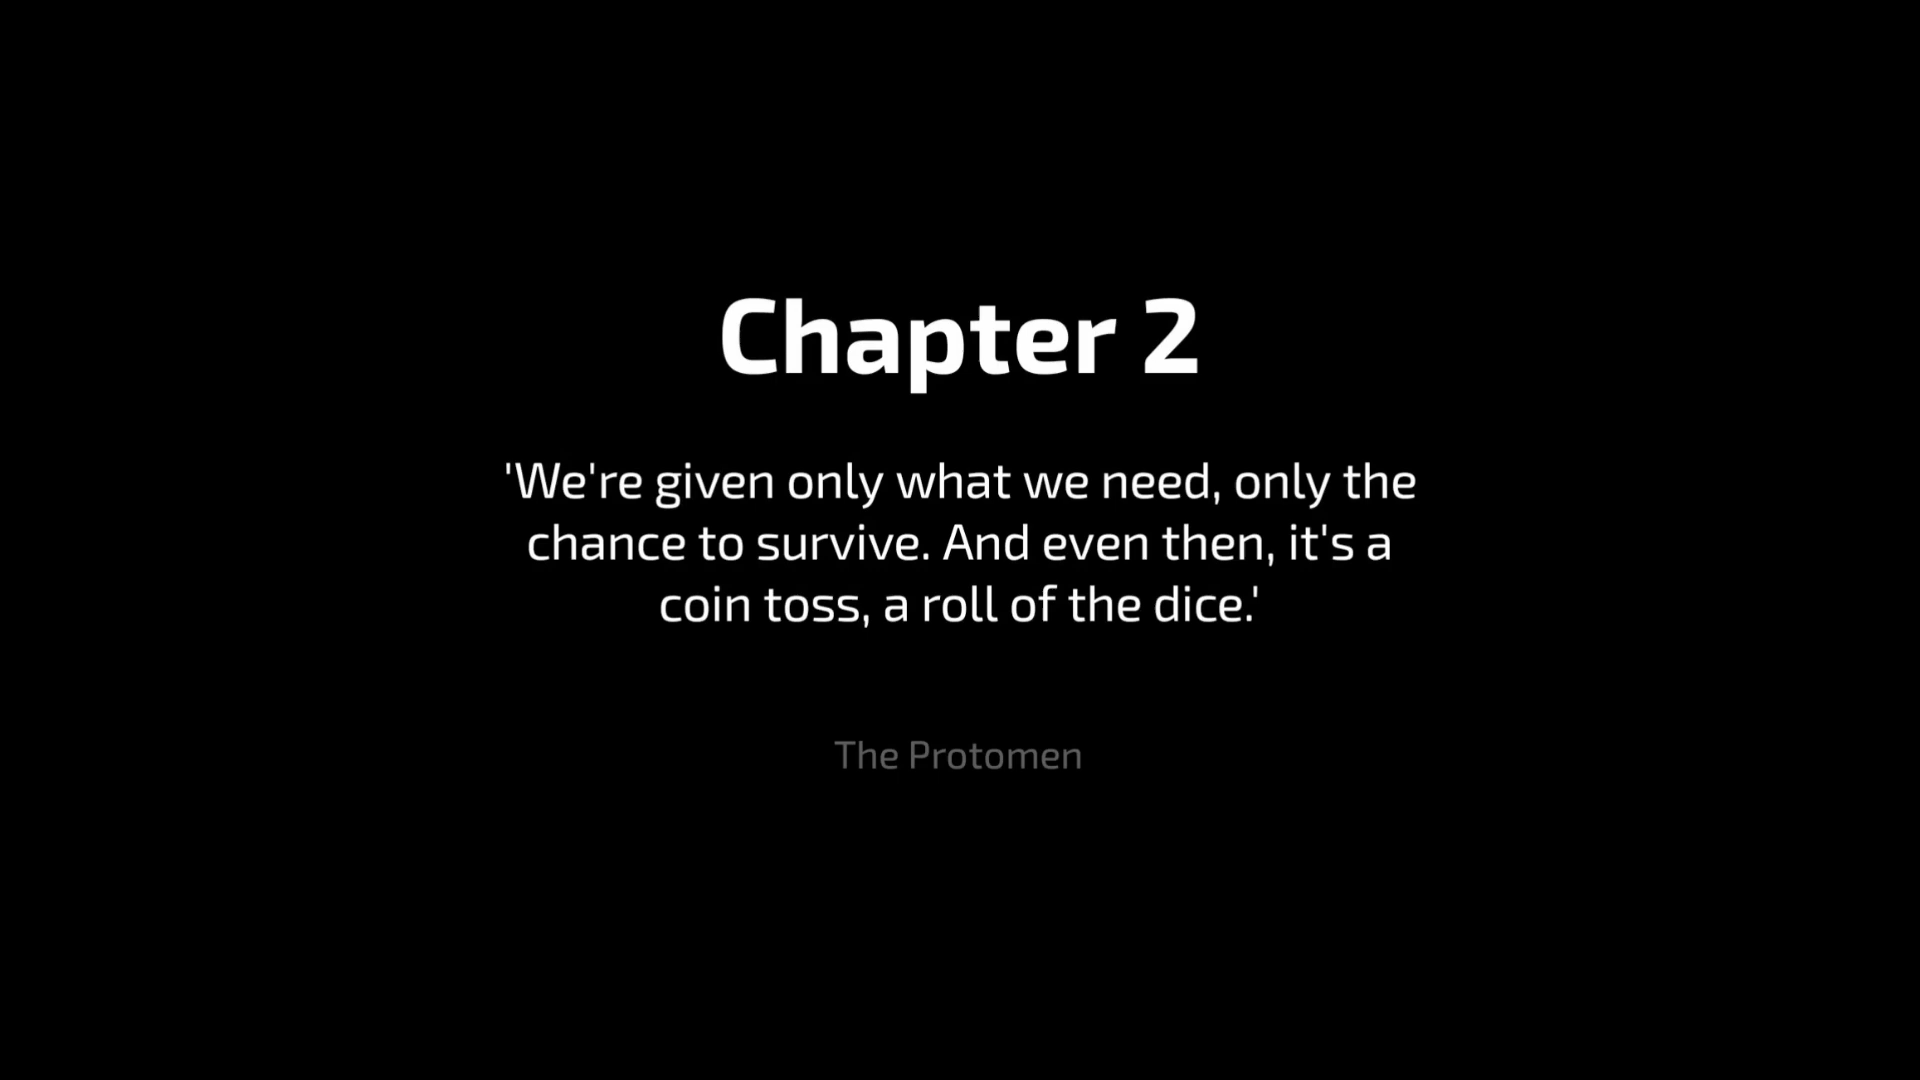 Chapter 2
'We're given only what we need, only the
chance to survive. And even then, it's a
coin toss, a roll of the dice.'
The Protomen